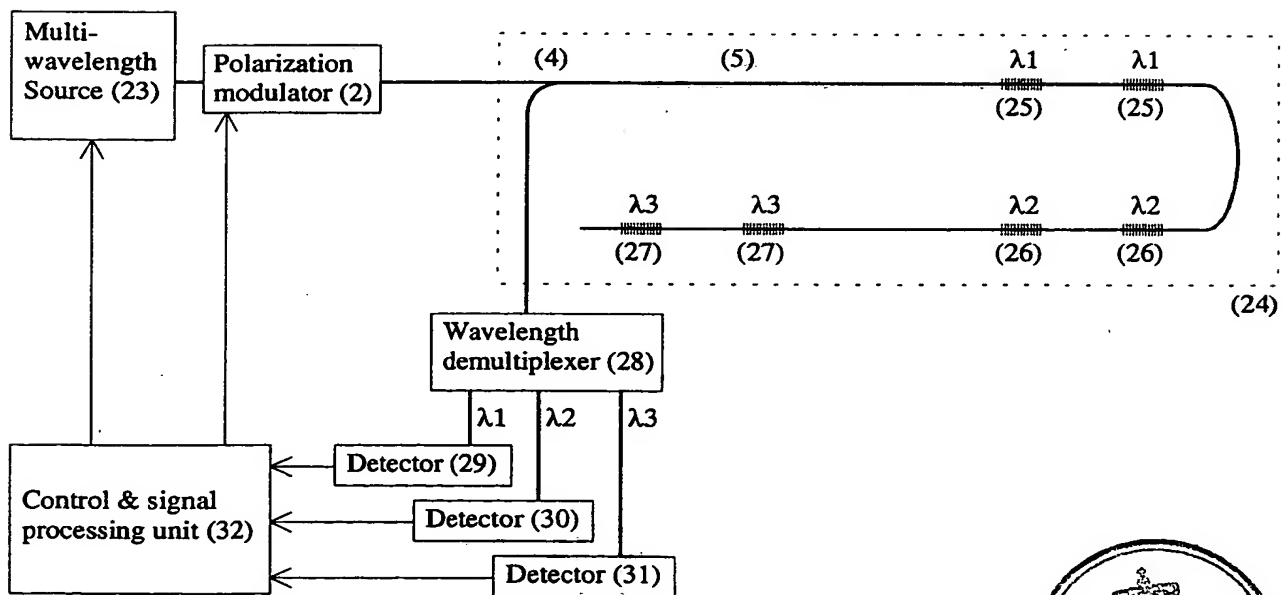 Multi-
wavelength
Source (23)
Polarization
modulator (2)
(4)
(5)
λ1
λ1
(25)
(25)
λ3
λ3
λ2
λ2
(27)
(27)
(26)
(26)
(24)
Wavelength
demultiplexer (28)
λ1
λ2
λ3
Control & signal
processing unit (32)
Detector (29)
Detector (30)
Detector (31)